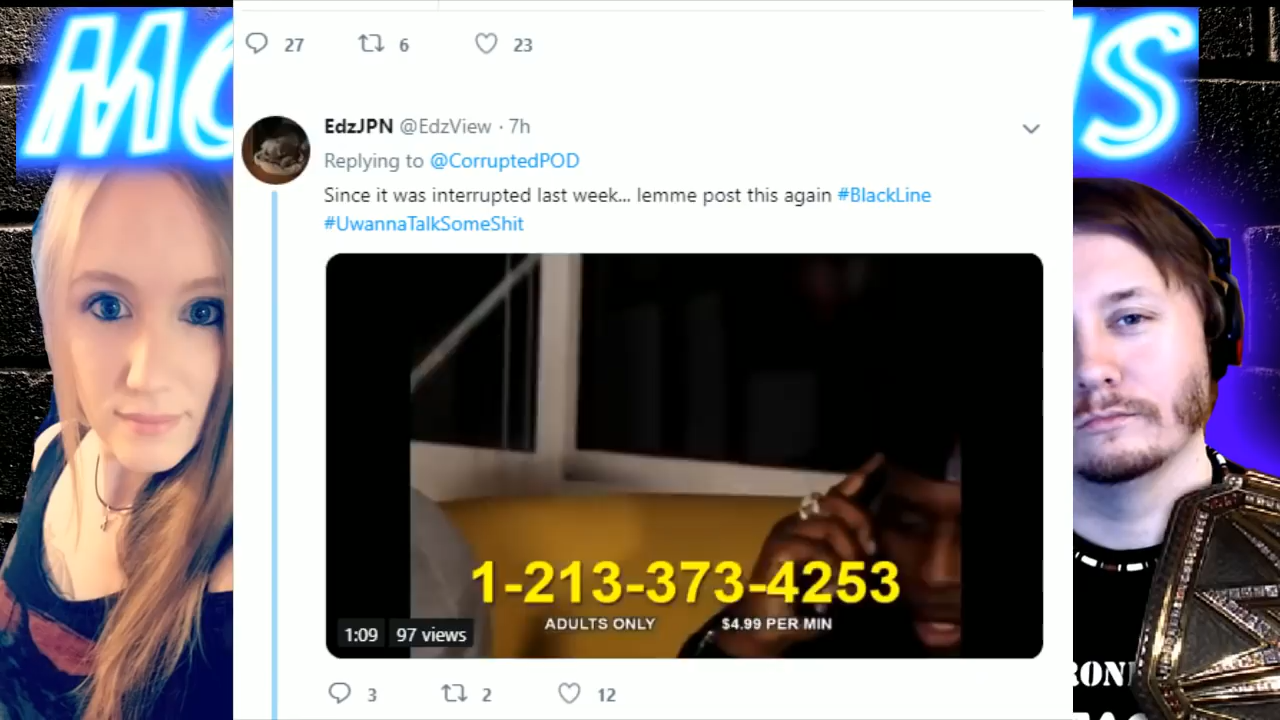 MO
S
27 6 23
EdzJPN @EdzView · 7h
Replying to @CorruptedPOD
Since it was interrupted last week... lemme post this again #BlackLine
#UwannaTalkSomeShit
1-213-373-4253
ADULTS ONLY $4.99 PER MIN
1:09 97 views
3 2 12